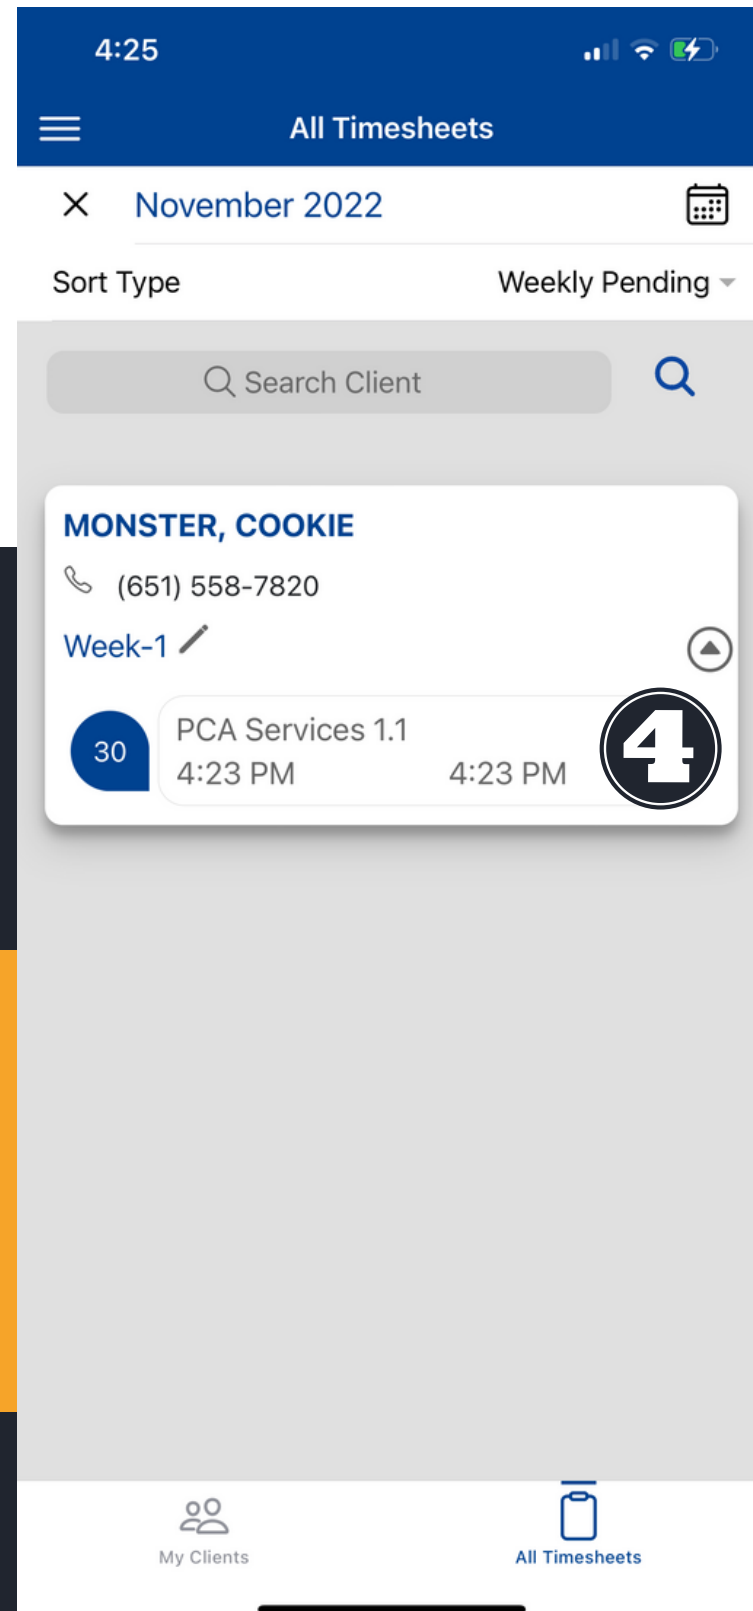 4:25
All Timesheets
November 2022
Sort Type Weekly Pending
Search Client
MONSTER, COOKIE
(651) 558-7820
Week-1
30 PCA Services 1.1
4:23 PM 4:23 PM
4
My Clients All Timesheets